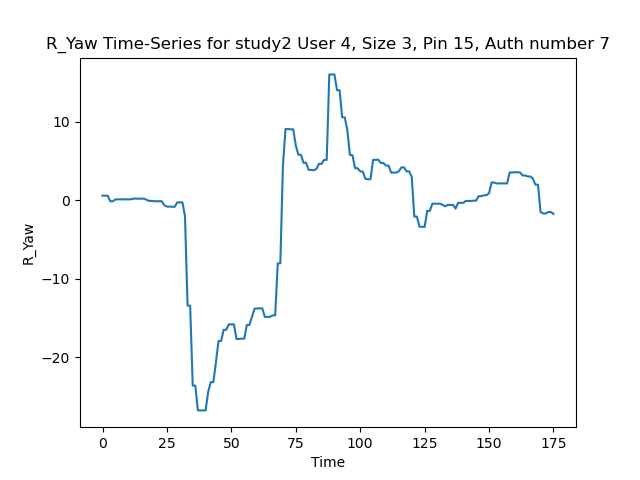 R_Yaw Time-Series for study2 User 4, Size 3, Pin 15, Auth number 7
10
0
−10
−20
R_Yaw
0 25 50 75 100 125 150 175
Time